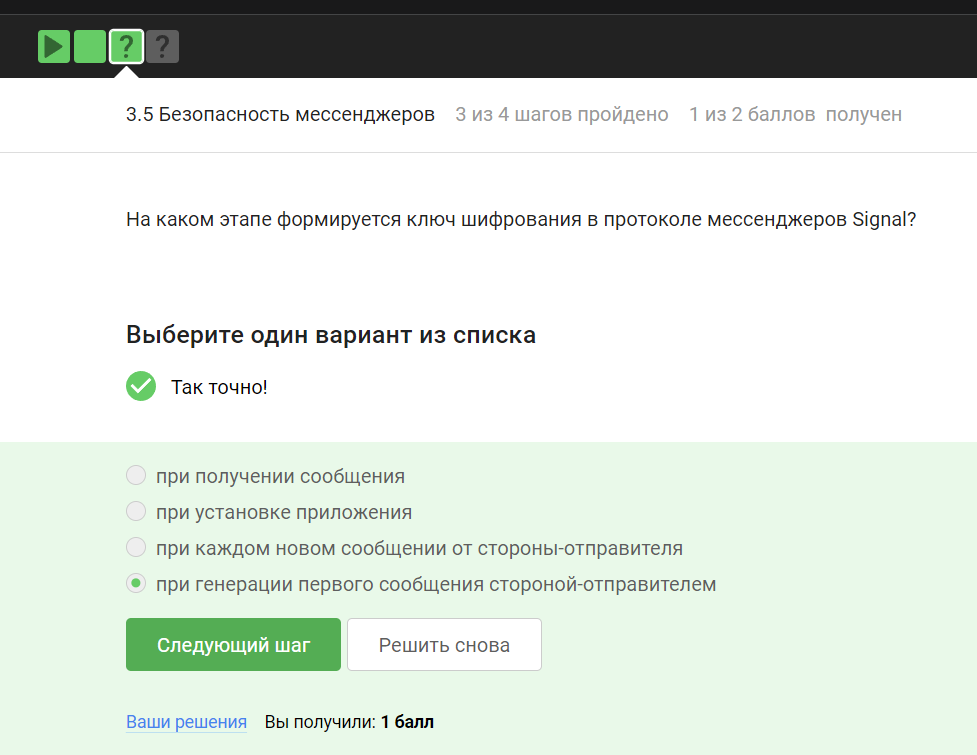 ? ?
3.5 Безопасность мессенджеров 3 из 4 шагов пройдено 1 из 2 баллов получен
На каком этапе формируется ключ шифрования в протоколе мессенджеров Signal?
Выберите один вариант из списка
Так точно!
при получении сообщения
при установке приложения
при каждом новом сообщении от стороны-отправителя
при генерации первого сообщения стороной-отправителем
Следующий шаг Решить снова
Ваши решения Вы получили: 1 балл